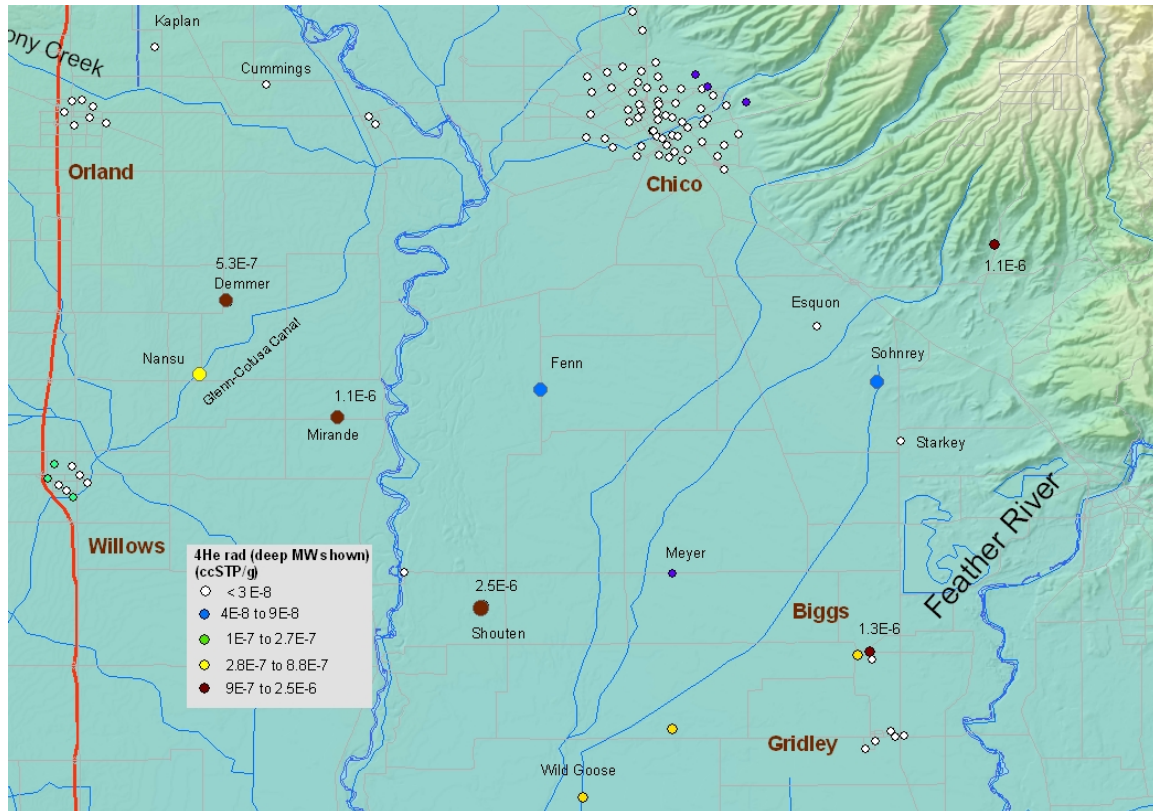 Kaplan
ony Creek
Cummings
Orland
Chico
5.3E-7
Demmer
1.1E-6
Esquon
Nansu
Glenn-Colusa Canal
Fenn
Sohnrey
1.1E-6
Mirande
Starkey
Willows
Feather River
4He rad (deep MW shown)
(ccSTP/g)
< 3 E-8
4E-8 to 9E-8
1E-7 to 2.7E-7
2.8E-7 to 8.8E-7
9E-7 to 2.5E-6
Meyer
2.5E-6
Shouten
Biggs
1.3E-6
Gridley
Wild Goose